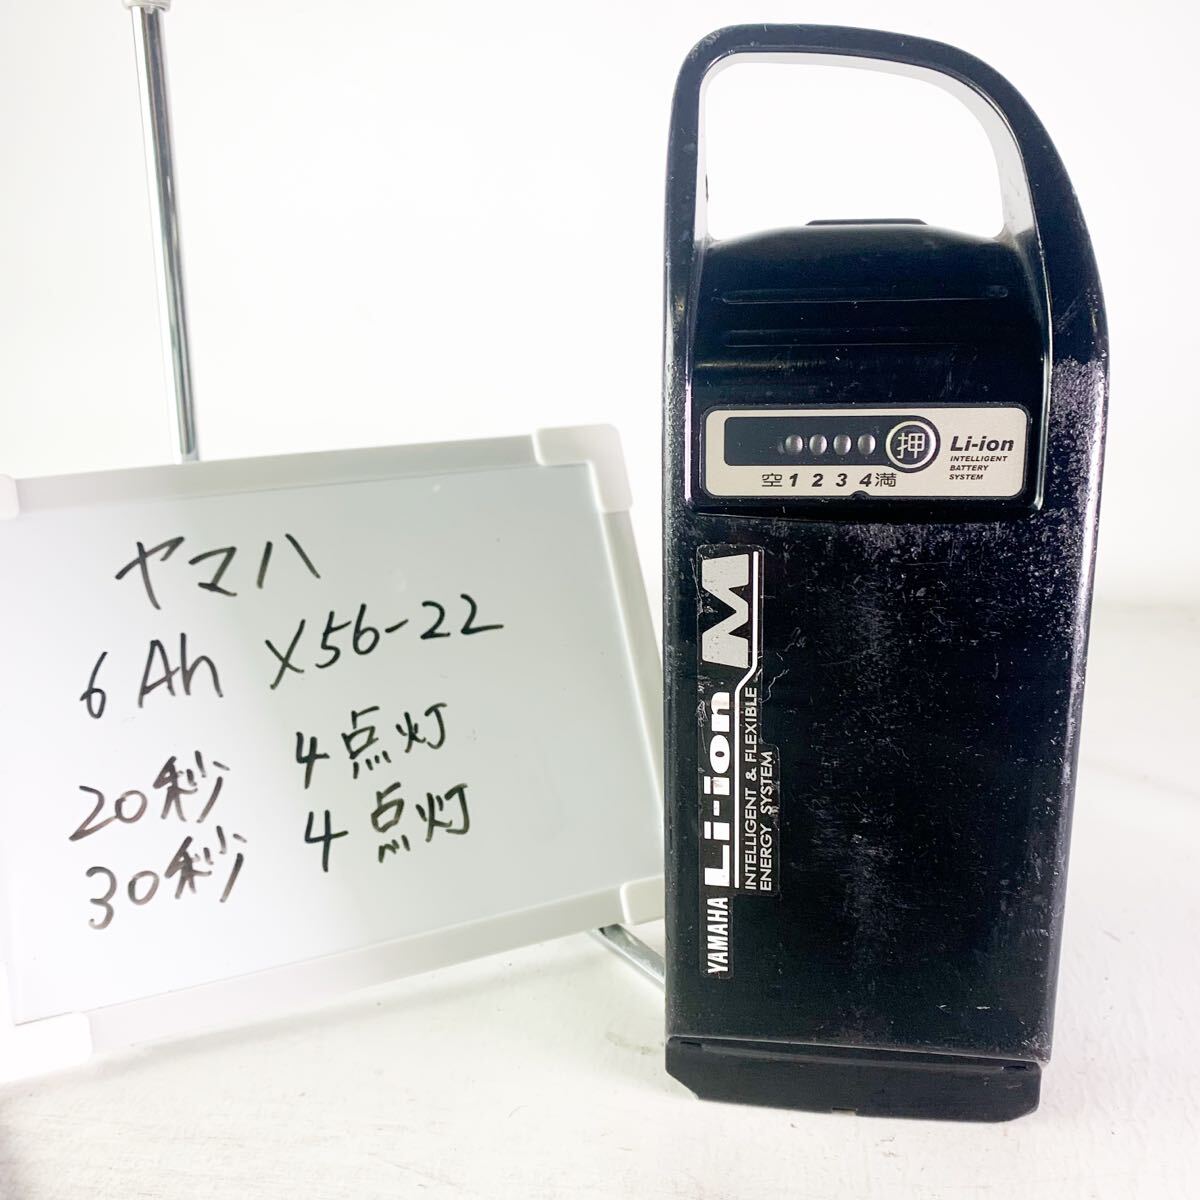 ヤマハ
6Ah X56-22
20秒 4点灯
30秒 4点灯
押
Li-ion
INTELLIGENT
BATTERY
SYSTEM
空1 2 3 4満
YAMAHA Li-ion M
INTELLIGENT & FLEXIBLE
ENERGY SYSTEM